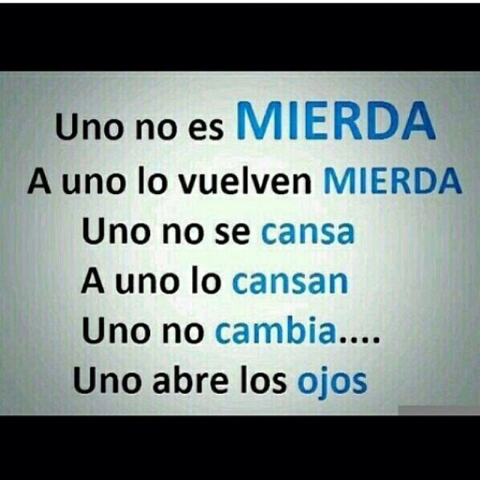 Uno no es MIERDA
A uno lo vuelven MIERDA
Uno no se cansa
A uno lo cansan
Uno no cambia....
Uno abre los ojos